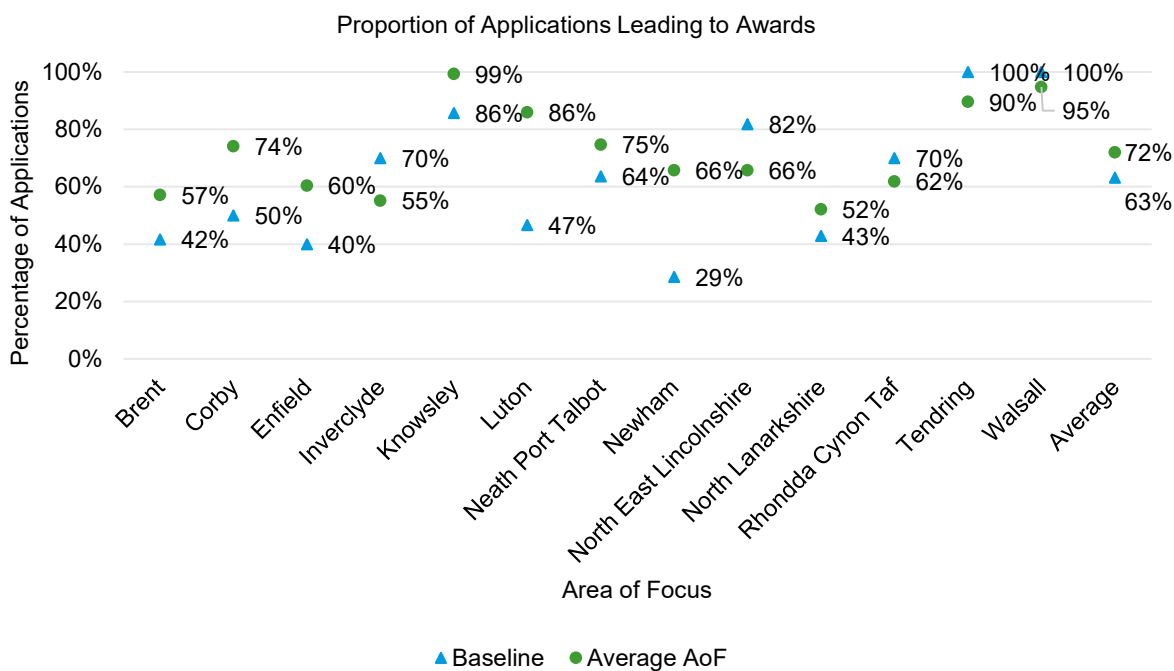 Proportion of Applications Leading to Awards
Percentage of Applications
100%
80%
60%
40%
20%
0%
57%
42%
74%
50%
60%
40%
70%
55%
99%
86%
86%
47%
75%
64%
66%
29%
82%
66%
52%
43%
70%
62%
100%
90%
100%
95%
72%
63%
Brent
Corby
Enfield
Inverclyde
Knowsley
Luton
Neath Port Talbot
Newham
North East Lincolnshire
North Lanarkshire
Rhondda Cynon Taf
Tendring
Walsall
Average
Area of Focus
Baseline
Average AoF